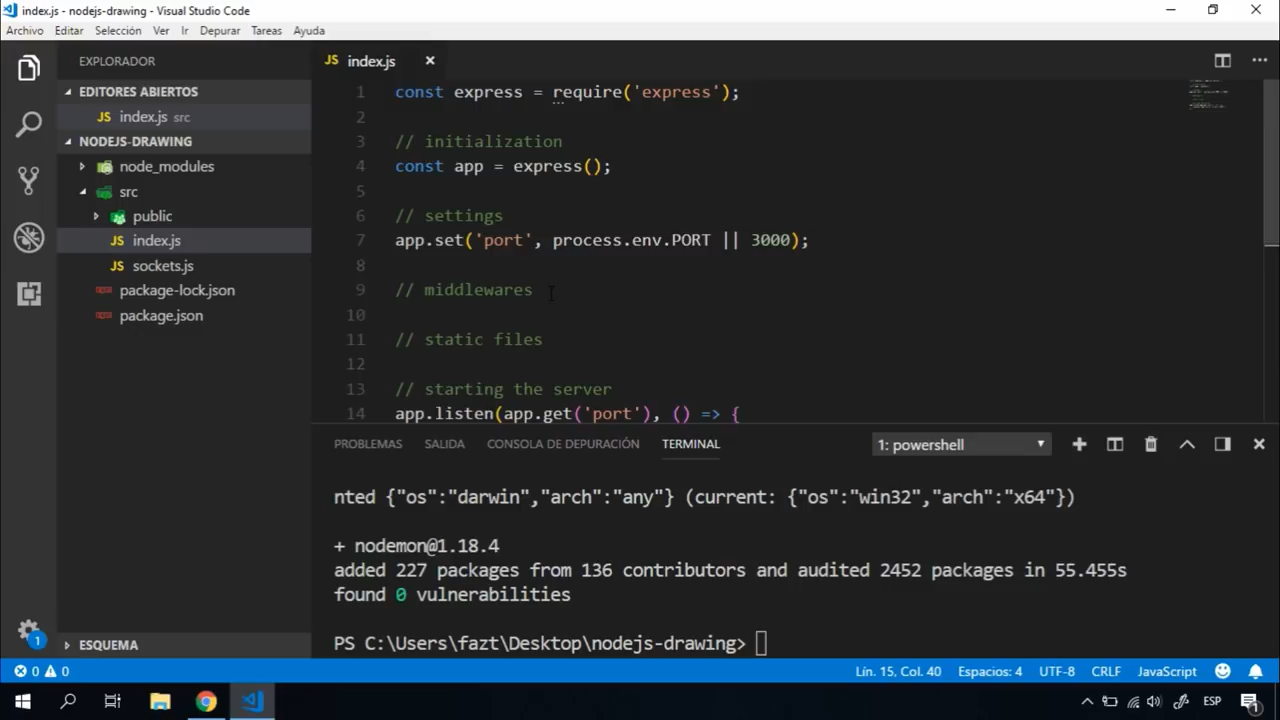 index.js - nodejs-drawing - Visual Studio Code
Archivo Editar Selección Ver Ir Depurar Tareas Ayuda
EXPLORADOR
EDITORES ABIERTOS
JS index.js src
NODEJS-DRAWING
node_modules
src
public
JS index.js
JS sockets.js
package-lock.json
package.json
ESQUEMA
1
JS index.js
1 const express = require('express');
2
3 // initialization
4 const app = express();
5
6 // settings
7 app.set('port', process.env.PORT || 3000);
8
9 // middlewares
10
11 // static files
12
13 // starting the server
14 app.listen(app.get('port'), () => {
PROBLEMAS SALIDA CONSOLA DE DEPURACIÓN TERMINAL 1: powershell
nted {"os":"darwin","arch":"any"} (current: {"os":"win32","arch":"x64"})
+ nodemon@1.18.4
added 227 packages from 136 contributors and audited 2452 packages in 55.455s
found 0 vulnerabilities
PS C:\Users\fazt\Desktop\nodejs-drawing>
0 0 Lín. 15, Col. 40 Espacios: 4 UTF-8 CRLF JavaScript
ESP 1